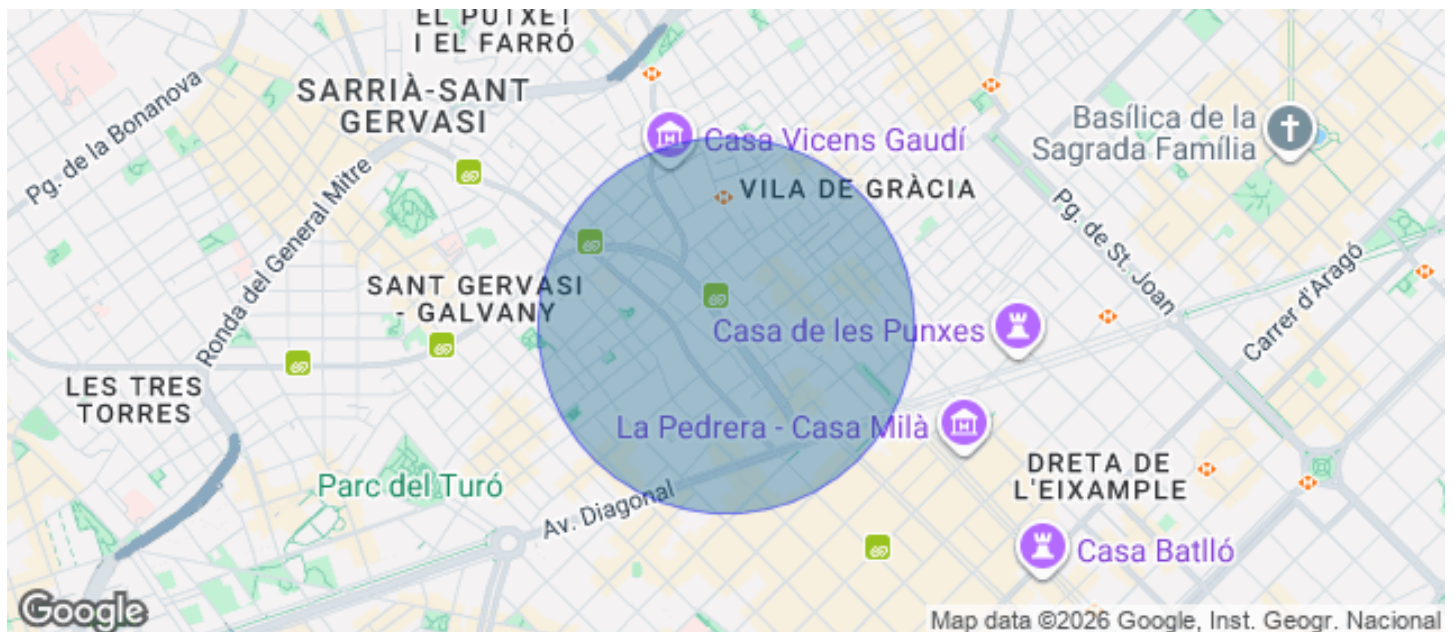 EL PUTXET
I EL FARRÓ
SARRIÀ-SANT
GERVASI
Pg. de la Bonanova
Casa Vicens Gaudí
Basílica de la
Sagrada Família
VILA DE GRÀCIA
Ronda del General Mitre
Pg. de St. Joan
SANT GERVASI
- GALVANY
Casa de les Punxes
Carrer d'Aragó
LES TRES
TORRES
La Pedrera - Casa Milà
DRETA DE
L'EIXAMPLE
Parc del Turó
Av. Diagonal
Casa Batlló
Google
Map data ©2026 Google, Inst. Geogr. Nacional